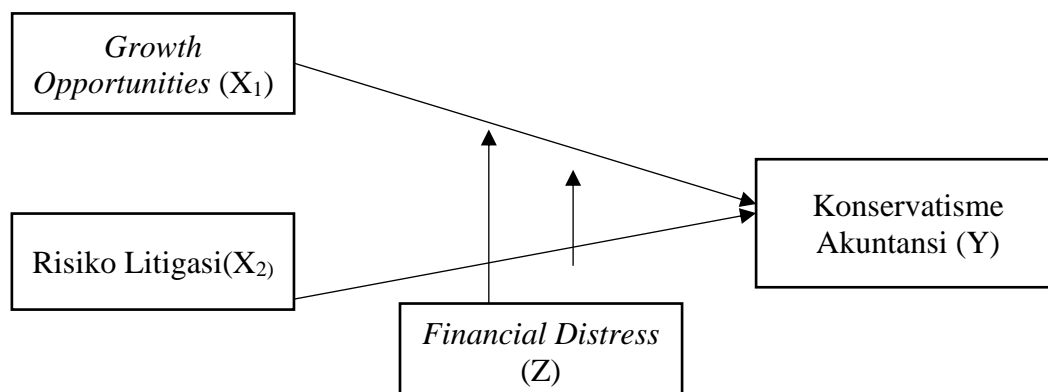 Growth
Opportunities (X₁)
Konservatisme
Akuntansi (Y)
Risiko Litigasi(X₂₎
Financial Distress
(Z)